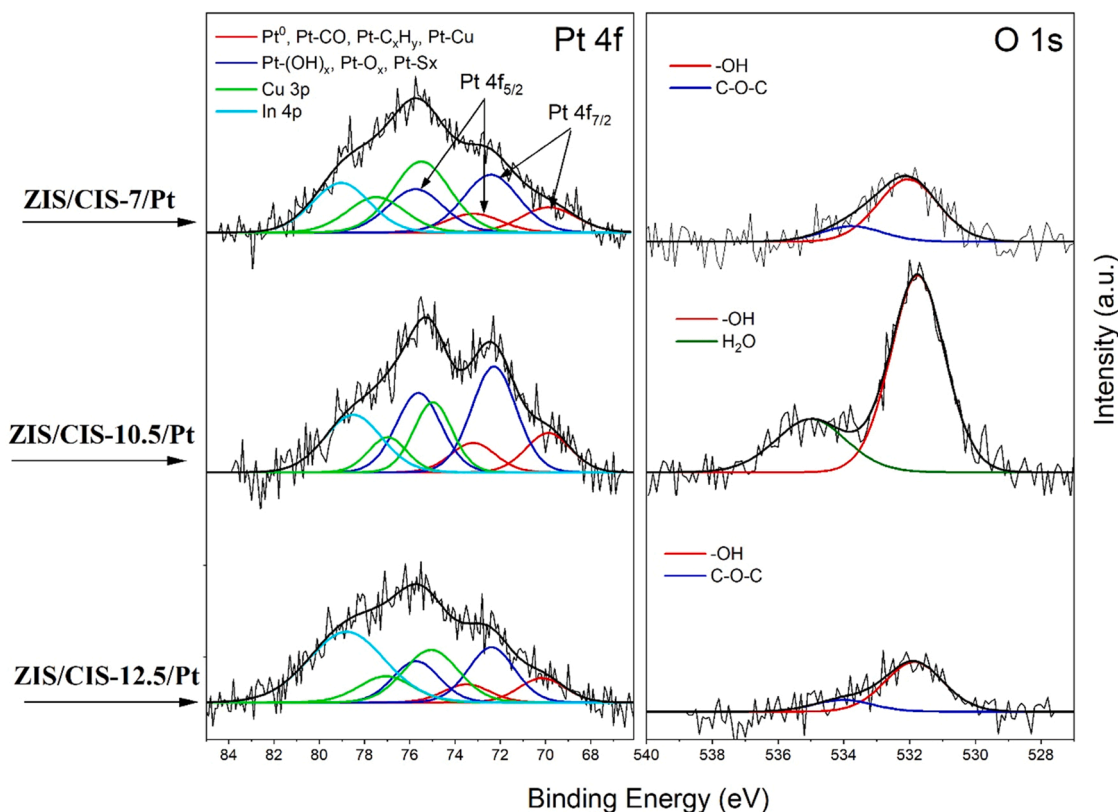 Pt 4f
Pt⁰, Pt-CO, Pt-CₓHᵧ, Pt-Cu
Pt-(OH)ₓ, Pt-Oₓ, Pt-Sx
Cu 3p
In 4p
Pt 4f₅/₂
Pt 4f₇/₂
ZIS/CIS-7/Pt
O 1s
-OH
C-O-C
ZIS/CIS-10.5/Pt
-OH
H₂O
ZIS/CIS-12.5/Pt
-OH
C-O-C
Intensity (a.u.)
84 82 80 78 76 74 72 70 68 66
540 538 536 534 532 530 528
Binding Energy (eV)